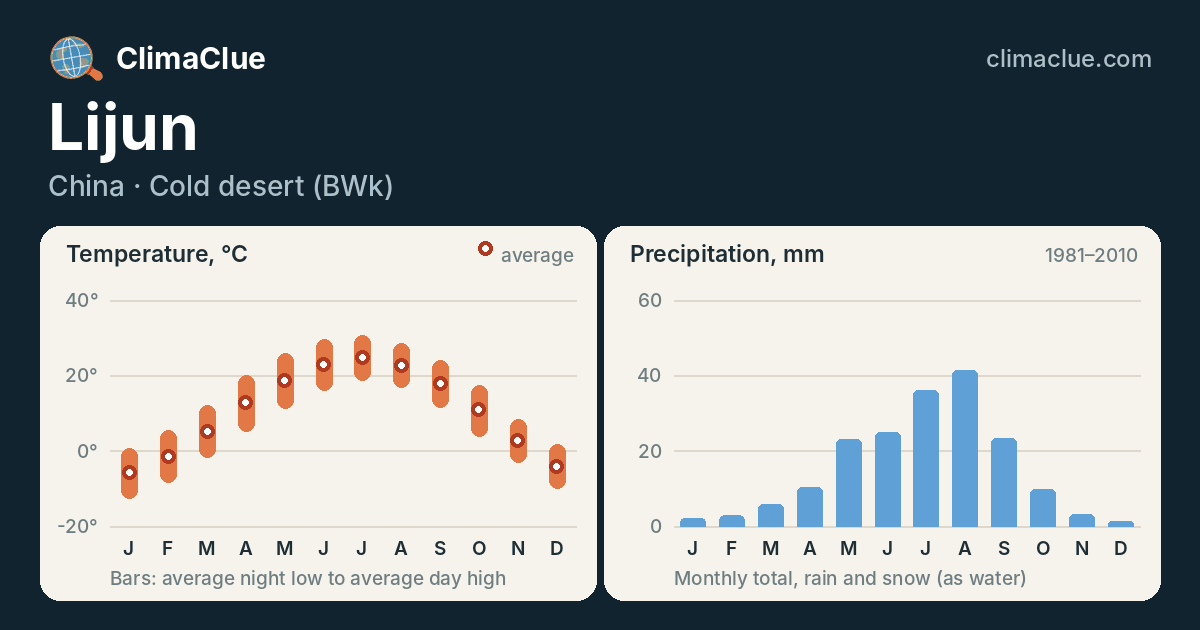 ClimaClue
climaclue.com
Lijun
China · Cold desert (BWk)
Temperature, °C
average
40°
20°
0°
-20°
J F M A M J J A S O N D
Bars: average night low to average day high
Precipitation, mm
1981–2010
60
40
20
0
J F M A M J J A S O N D
Monthly total, rain and snow (as water)